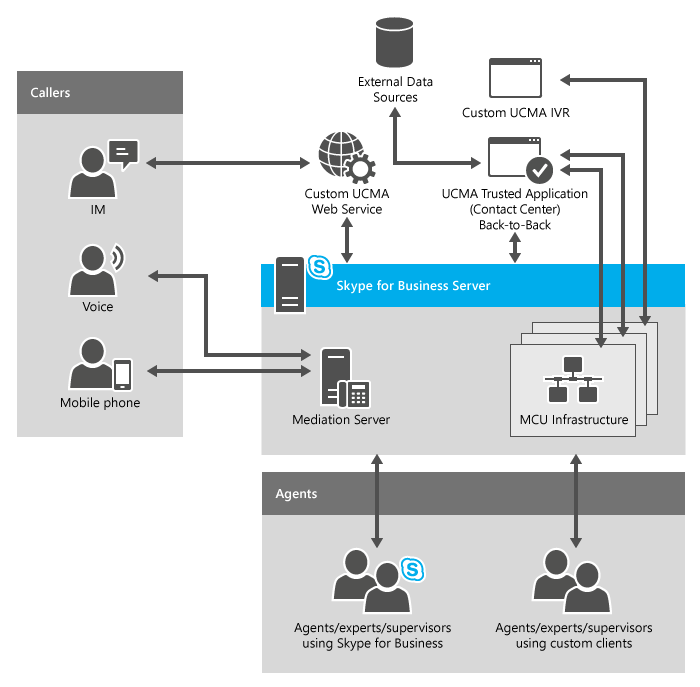 External Data
Sources
Custom UCMA IVR
Callers
IM
Custom UCMA
Web Service
UCMA Trusted Application
(Contact Center)
Back-to-Back
Voice
S
Skype for Business Server
Mobile phone
Mediation Server
MCU Infrastructure
Agents
S
Agents/experts/supervisors
using Skype for Business
Agents/experts/supervisors
using custom clients